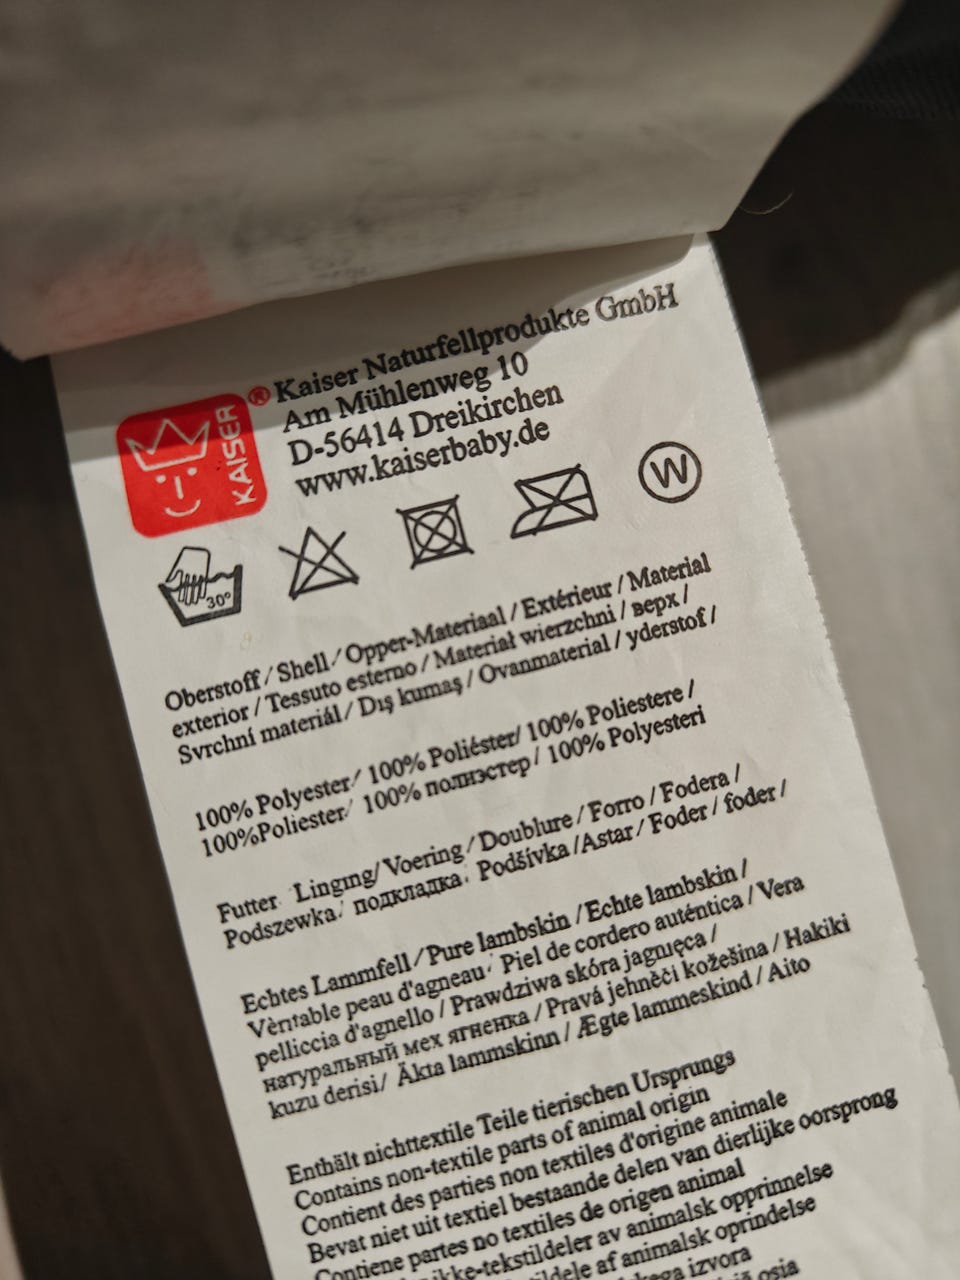 ® Kaiser Naturfellprodukte GmbH
Am Mühlenweg 10
D-56414 Dreikirchen
www.kaiserbaby.de
KAISER
30°
W
Oberstoff / Shell / Opper-Materiaal / Extérieur / Material
exterior / Tessuto esterno / Materiał wierzchni / верх /
Svrchní materiál / Dış kumaş / Ovanmaterial / yderstof /
100% Polyester / 100% Poliéster/ 100% Poliestere /
100%Poliester/ 100% полиэстер / 100% Polyesteri
Futter Lingıng/ Voering / Doublure / Forro / Fodera /
Podszewka / подкладка / Podšívka /Astar / Foder / foder /
Echtes Lammfell / Pure lambskin / Echte lambskin /
Vèritable peau d'agneau / Piel de cordero auténtica / Vera
pelliccia d'agnello / Prawdziwa skóra jagnięca /
натуральный мех ягненка / Pravá jehněčí kožešina / Hakiki
kuzu derisi/ Äkta lammskinn / Ægte lammeskind / Aito
Enthält nichttextile Teile tierischen Ursprungs
Contains non-textile parts of animal origin
Contient des parties non textiles d'origine animale
Bevat niet uit textiel bestaande delen van dierlijke oorsprong
Contiene partes no textiles de origen animal
ikke-tekstildeler av animalsk opprinnelse
af animalsk oprindelse
izvora